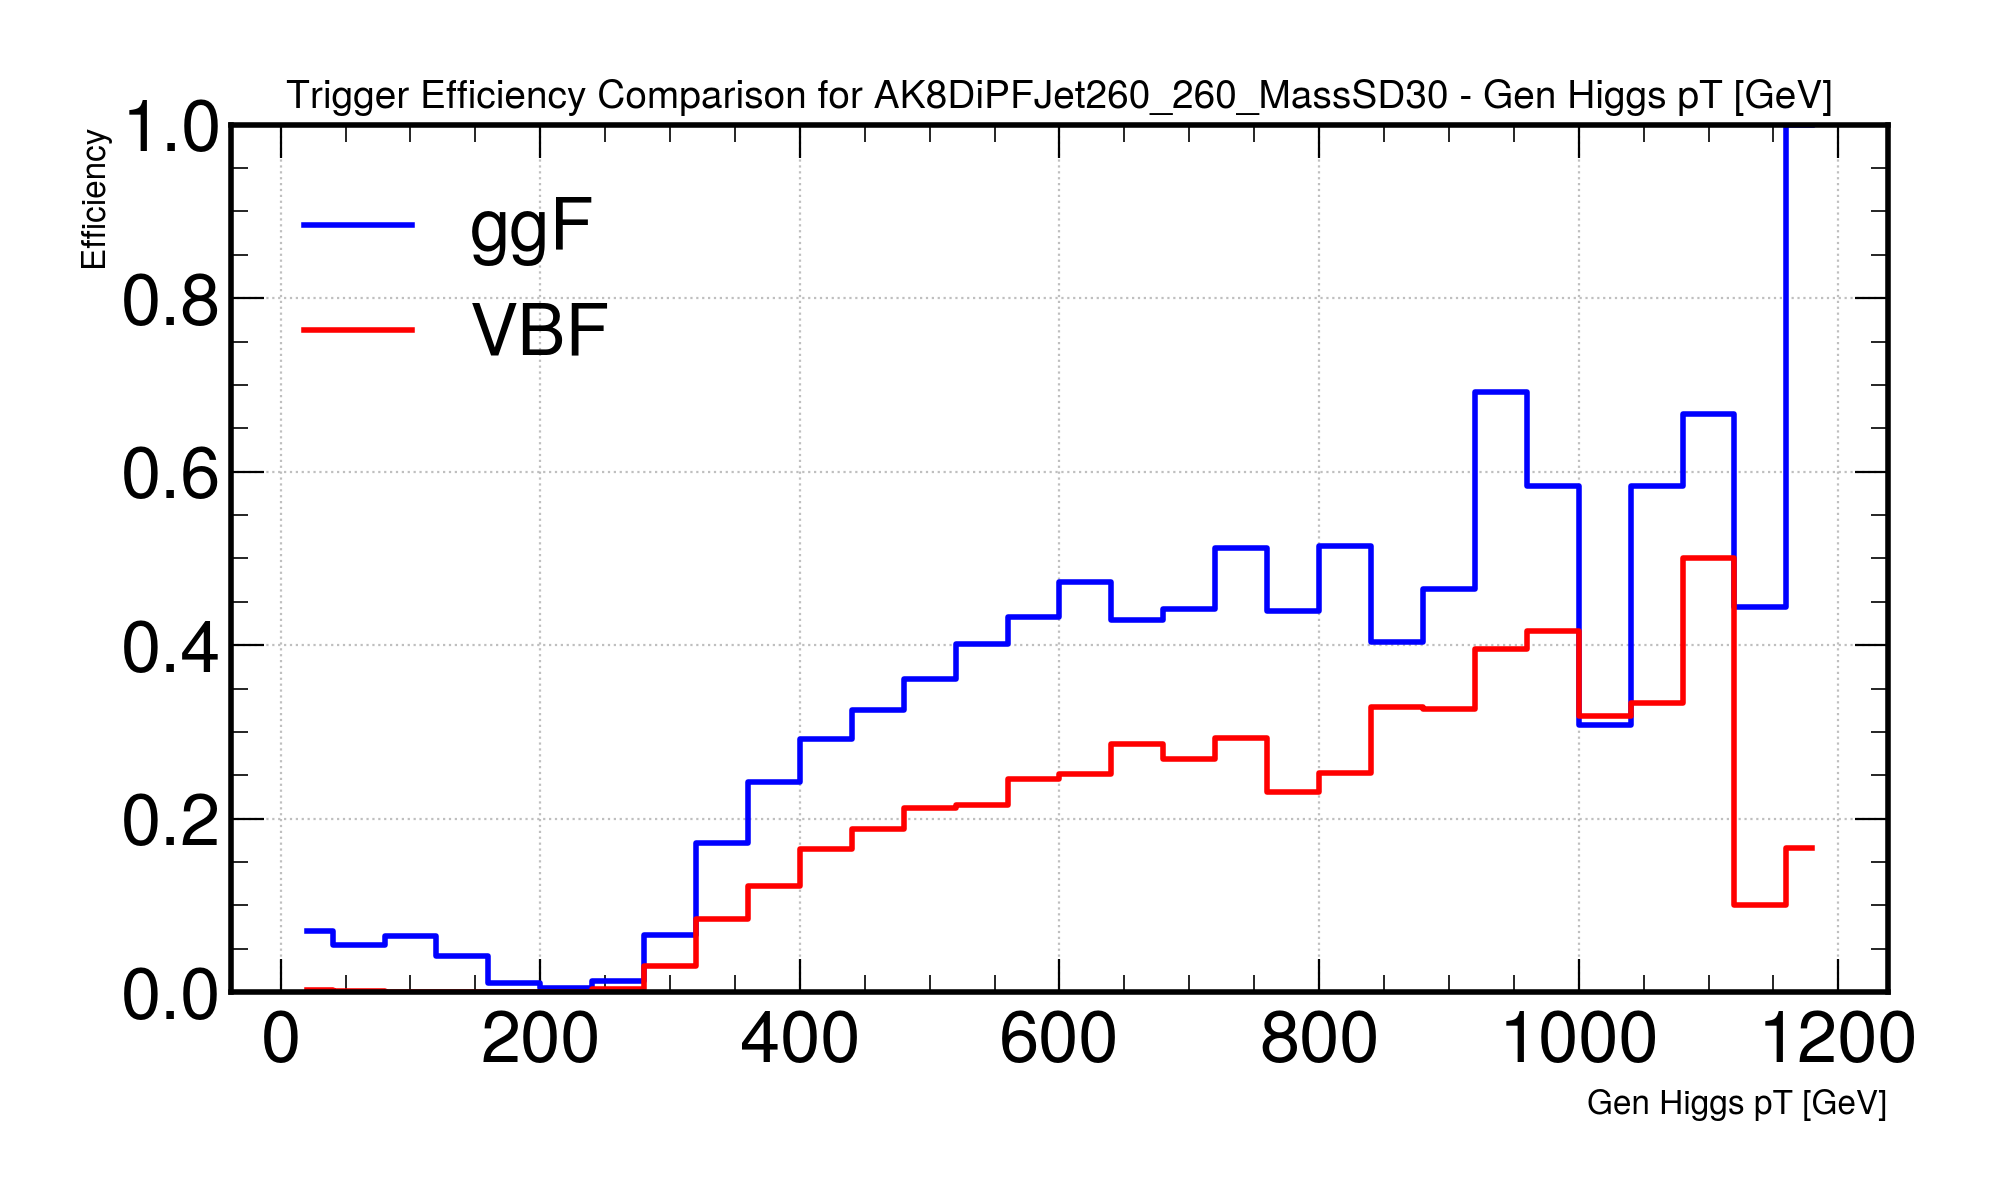 Trigger Efficiency Comparison for AK8DiPFJet260_260_MassSD30 - Gen Higgs pT [GeV]
Efficiency
1.0
0.8
0.6
0.4
0.2
0.0
ggF
VBF
0 200 400 600 800 1000 1200
Gen Higgs pT [GeV]